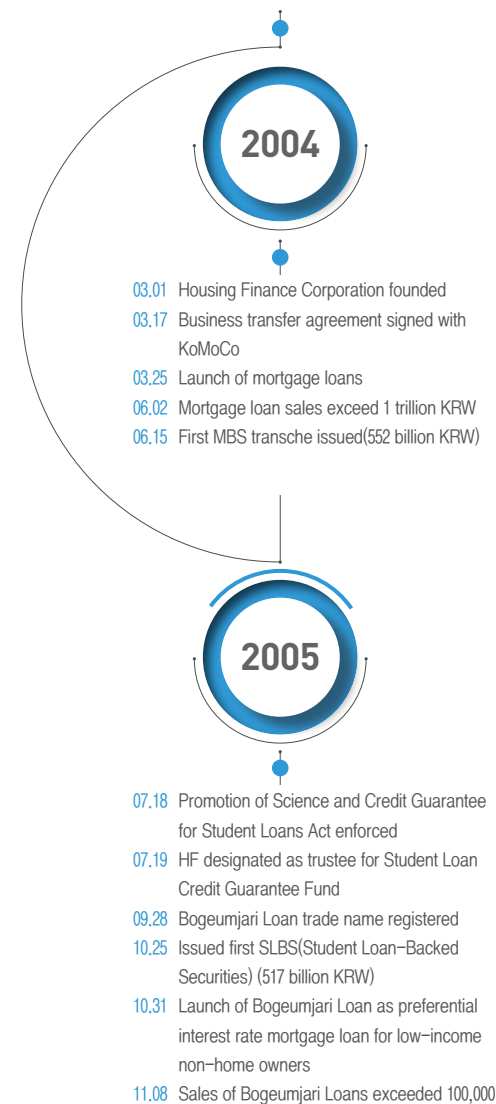 2004
03.01 Housing Finance Corporation founded
03.17 Business transfer agreement signed with
KoMoCo
03.25 Launch of mortgage loans
06.02 Mortgage loan sales exceed 1 trillion KRW
06.15 First MBS transche issued(552 billion KRW)
2005
07.18 Promotion of Science and Credit Guarantee
for Student Loans Act enforced
07.19 HF designated as trustee for Student Loan
Credit Guarantee Fund
09.28 Bogeumjari Loan trade name registered
10.25 Issued first SLBS(Student Loan-Backed
Securities) (517 billion KRW)
10.31 Launch of Bogeumjari Loan as preferential
interest rate mortgage loan for low-income
non-home owners
11.08 Sales of Bogeumjari Loans exceeded 100,000